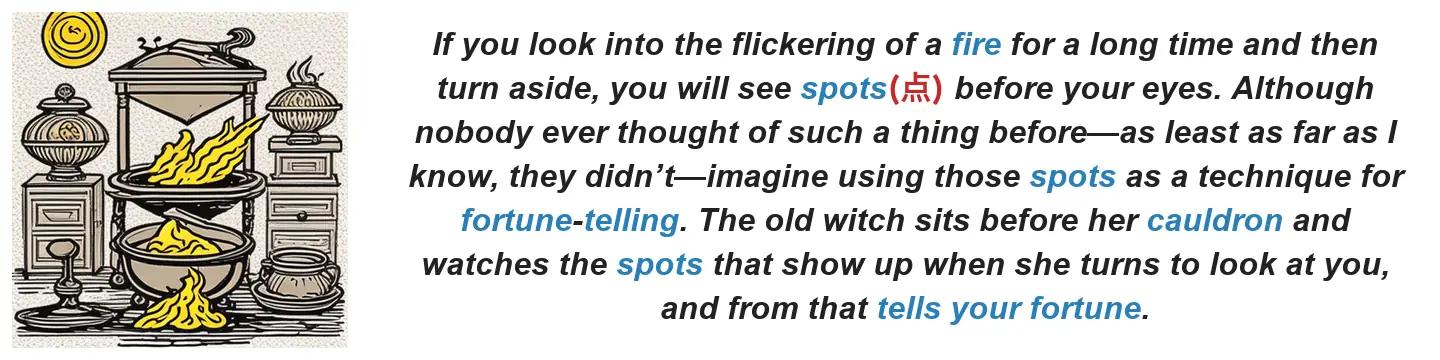 If you look into the flickering of a fire for a long time and then
turn aside, you will see spots(点) before your eyes. Although
nobody ever thought of such a thing before—as least as far as I
know, they didn’t—imagine using those spots as a technique for
fortune-telling. The old witch sits before her cauldron and
watches the spots that show up when she turns to look at you,
and from that tells your fortune.